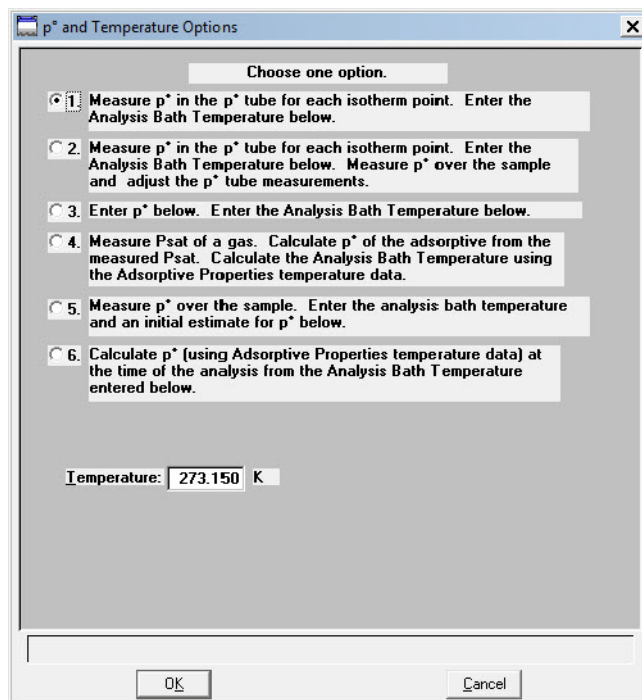 p° and Temperature Options
Choose one option.
1. Measure p° in the p° tube for each isotherm point. Enter the
Analysis Bath Temperature below.
2. Measure p° in the p° tube for each isotherm point. Enter the
Analysis Bath Temperature below. Measure p° over the sample
and adjust the p° tube measurements.
3. Enter p° below. Enter the Analysis Bath Temperature below.
4. Measure Psat of a gas. Calculate p° of the adsorptive from the
measured Psat. Calculate the Analysis Bath Temperature using
the Adsorptive Properties temperature data.
5. Measure p° over the sample. Enter the analysis bath temperature
and an initial estimate for p° below.
6. Calculate p° (using Adsorptive Properties temperature data) at
the time of the analysis from the Analysis Bath Temperature
entered below.
Temperature: 273.150 K
OK Cancel